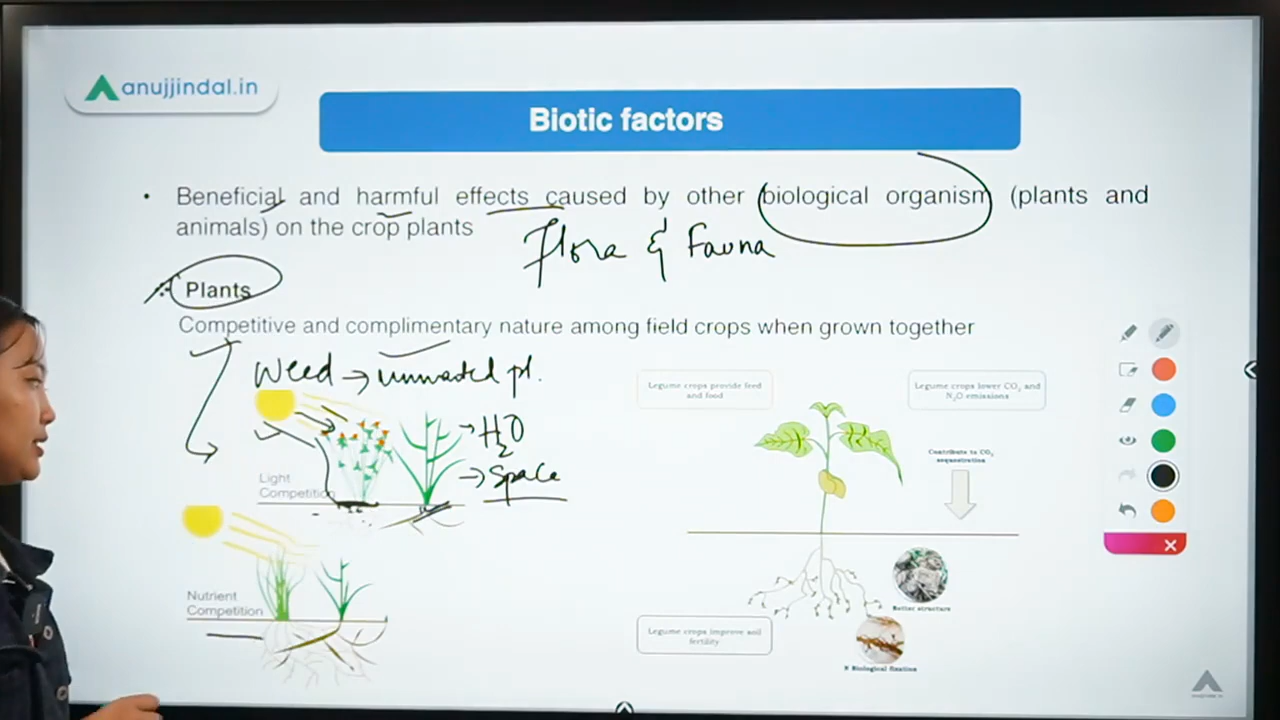 anujjindal.in
Biotic factors
• Beneficial and harmful effects caused by other biological organism (plants and
animals) on the crop plants
Flora & Fauna
Plants
Competitive and complimentary nature among field crops when grown together
Weed → unwanted pl.
→ H₂O
→ Space
Light
Competition
Nutrient
Competition
Legume crops provide feed
and food
Legume crops lower CO₂ and
N₂O emissions
Contribute to CO₂
sequestration
Better structure
Legume crops improve soil
fertility
N Biological fixation